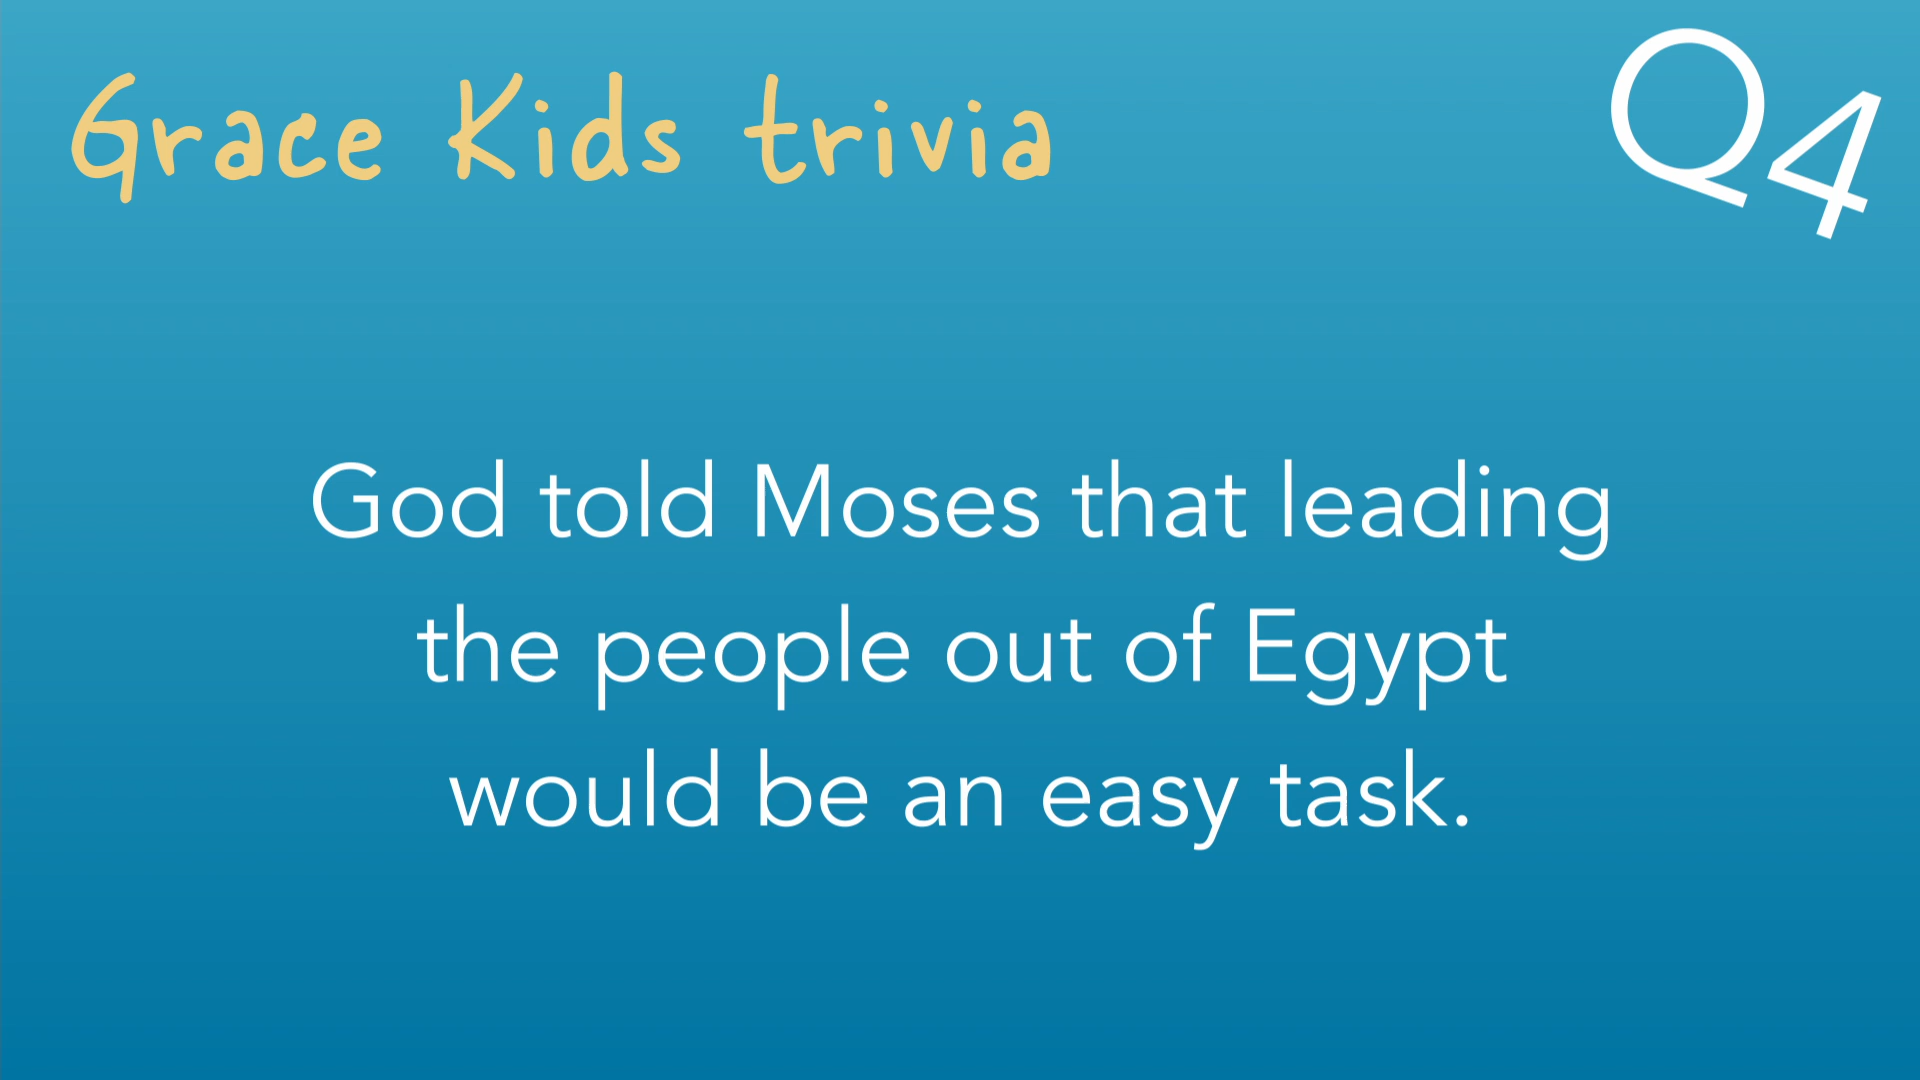 Grace Kids trivia
Q4
God told Moses that leading
the people out of Egypt
would be an easy task.